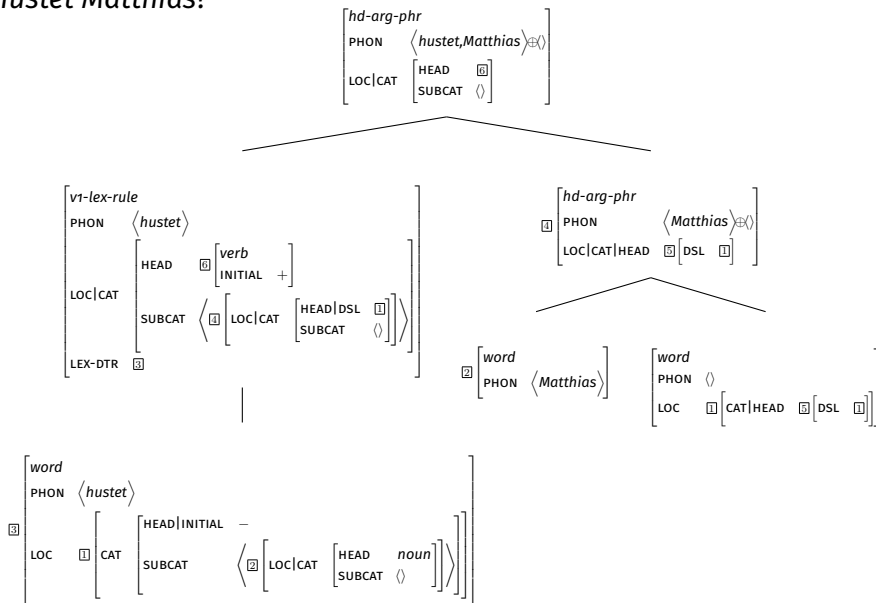 hustet Matthias?
hd-arg-phr
PHON ⟨hustet,Matthias⟩⊕⟨⟩
LOC|CAT [HEAD 6
SUBCAT ⟨⟩]
v1-lex-rule
PHON ⟨hustet⟩
LOC|CAT [HEAD 6 [verb
INITIAL +]
SUBCAT ⟨4 [LOC|CAT [HEAD|DSL 1
SUBCAT ⟨⟩]]⟩]
LEX-DTR 3
4 [hd-arg-phr
PHON ⟨Matthias⟩⊕⟨⟩
LOC|CAT|HEAD 5 [DSL 1]]
2 [word
PHON ⟨Matthias⟩]
word
PHON ⟨⟩
LOC 1 [CAT|HEAD 5 [DSL 1]]
3 [word
PHON ⟨hustet⟩
LOC 1 [CAT [HEAD|INITIAL −
SUBCAT ⟨2 [LOC|CAT [HEAD noun
SUBCAT ⟨⟩]]⟩]]]